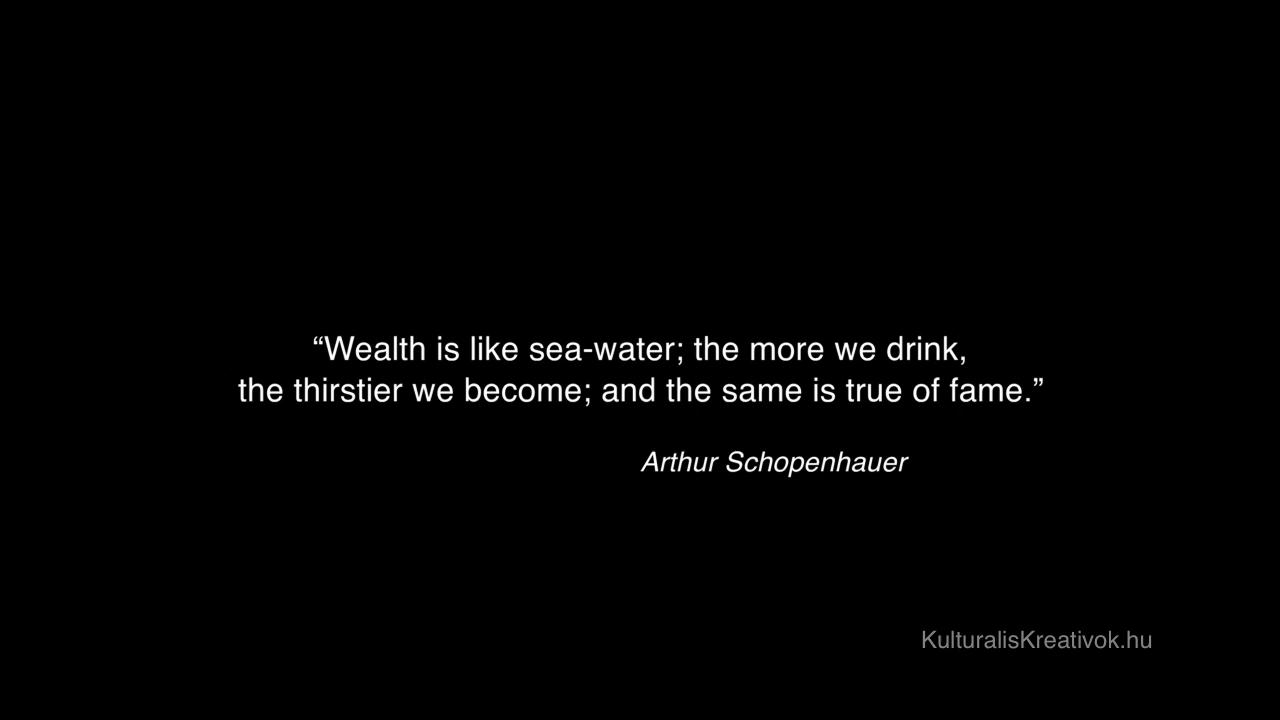 “Wealth is like sea-water; the more we drink,
the thirstier we become; and the same is true of fame.”
Arthur Schopenhauer
KulturalisKreativok.hu